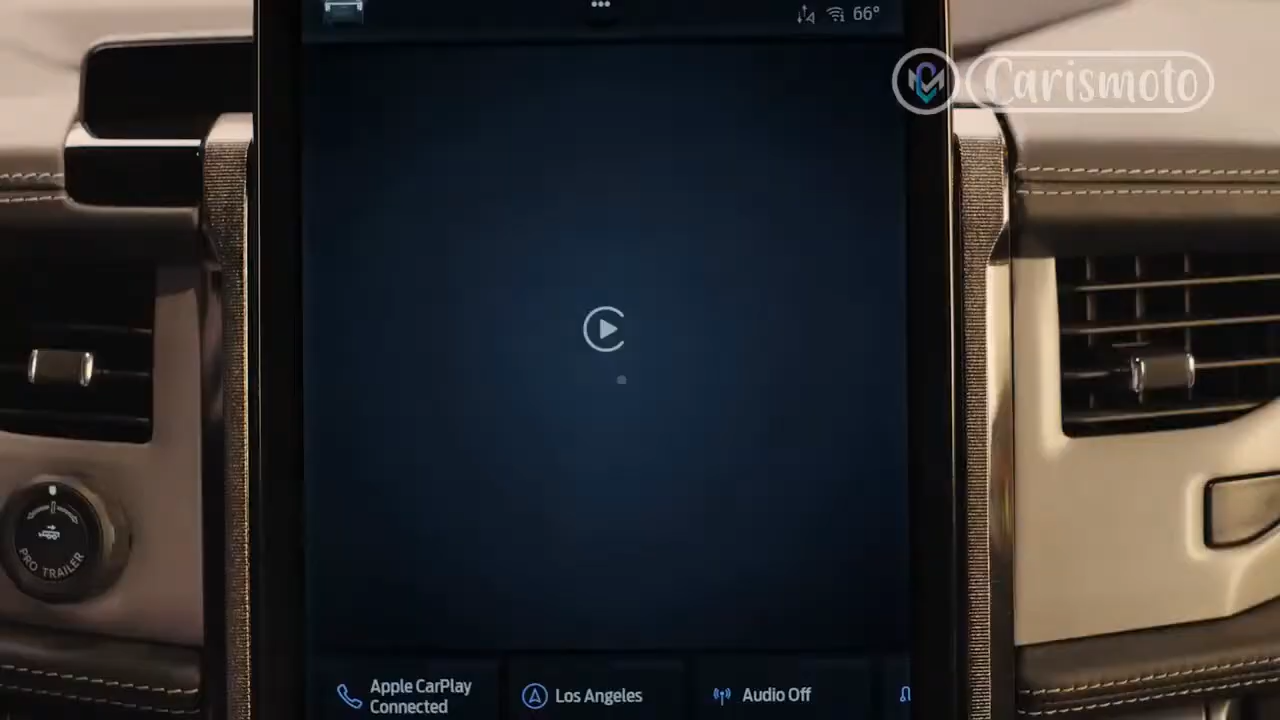 66°
Carismoto
PRO TRAILER
Apple CarPlay
Connected
Los Angeles
Audio Off